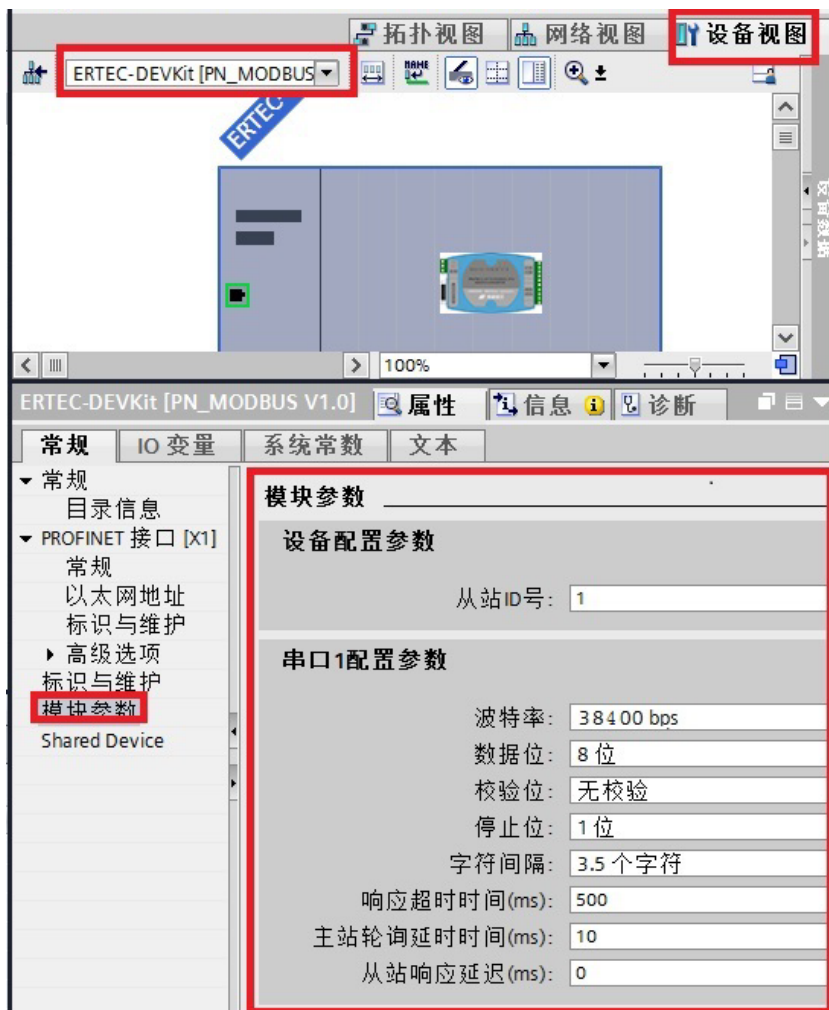 拓扑视图 网络视图 设备视图
ERTEC-DEVKit [PN_MODBUS
ERTEC
设备数据
100%
ERTEC-DEVKit [PN_MODBUS V1.0] 属性 信息 诊断
常规 IO 变量 系统常数 文本
常规
目录信息
PROFINET 接口 [X1]
常规
以太网地址
标识与维护
高级选项
标识与维护
模块参数
Shared Device
模块参数
设备配置参数
从站ID号: 1
串口1配置参数
波特率: 38400 bps
数据位: 8 位
校验位: 无校验
停止位: 1 位
字符间隔: 3.5 个字符
响应超时时间(ms): 500
主站轮询延时时间(ms): 10
从站响应延迟(ms): 0